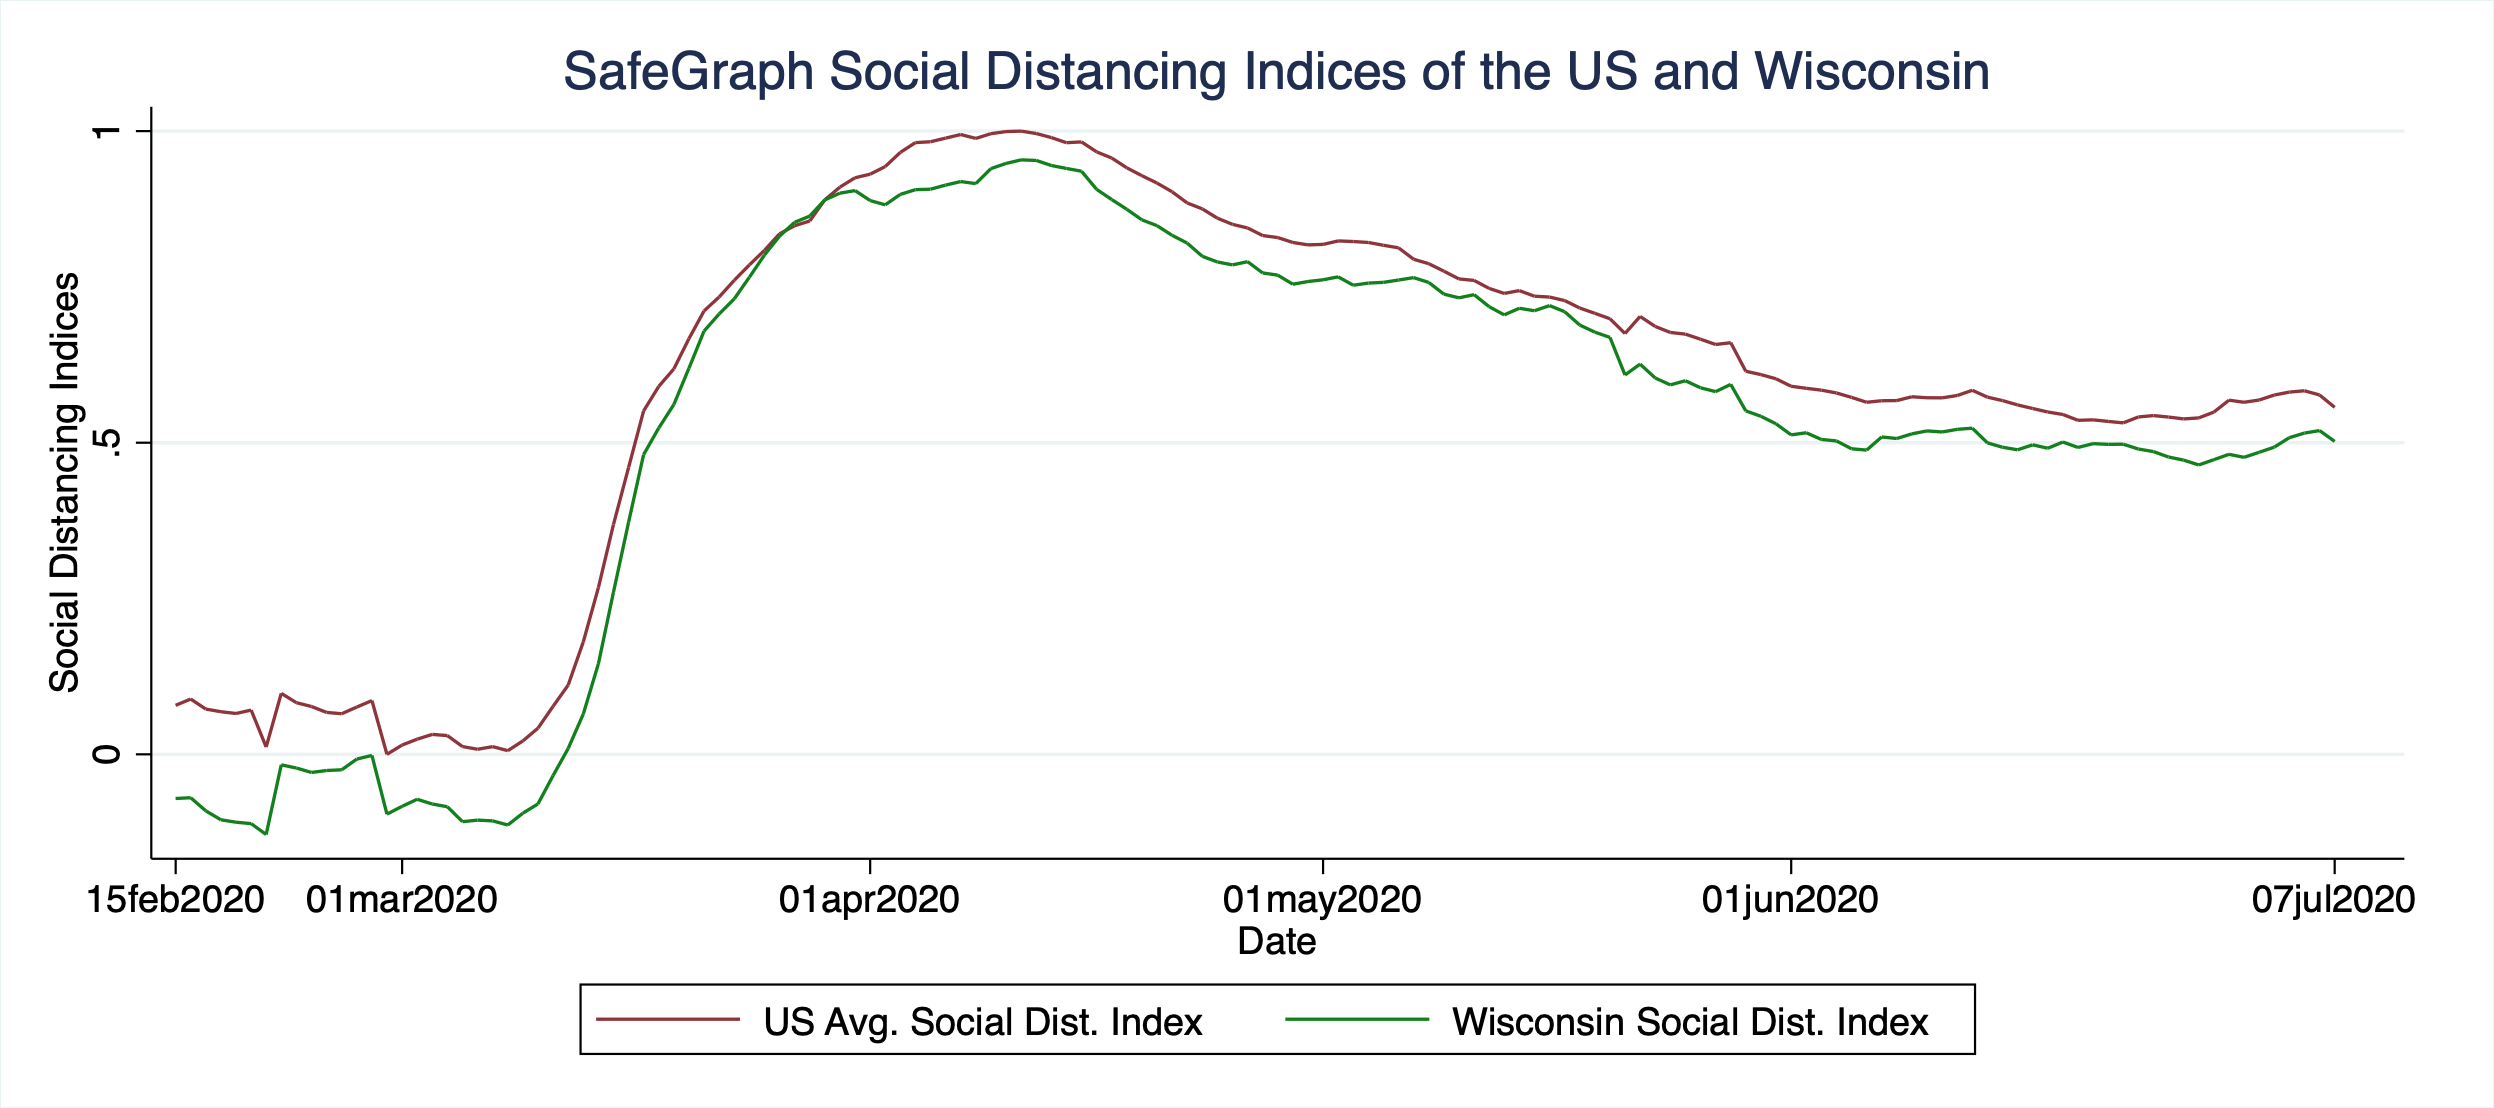 SafeGraph Social Distancing Indices of the US and Wisconsin
Social Distancing Indices
1
.5
0
15feb2020 01mar2020 01apr2020 01may2020 01jun2020 07jul2020
Date
US Avg. Social Dist. Index Wisconsin Social Dist. Index